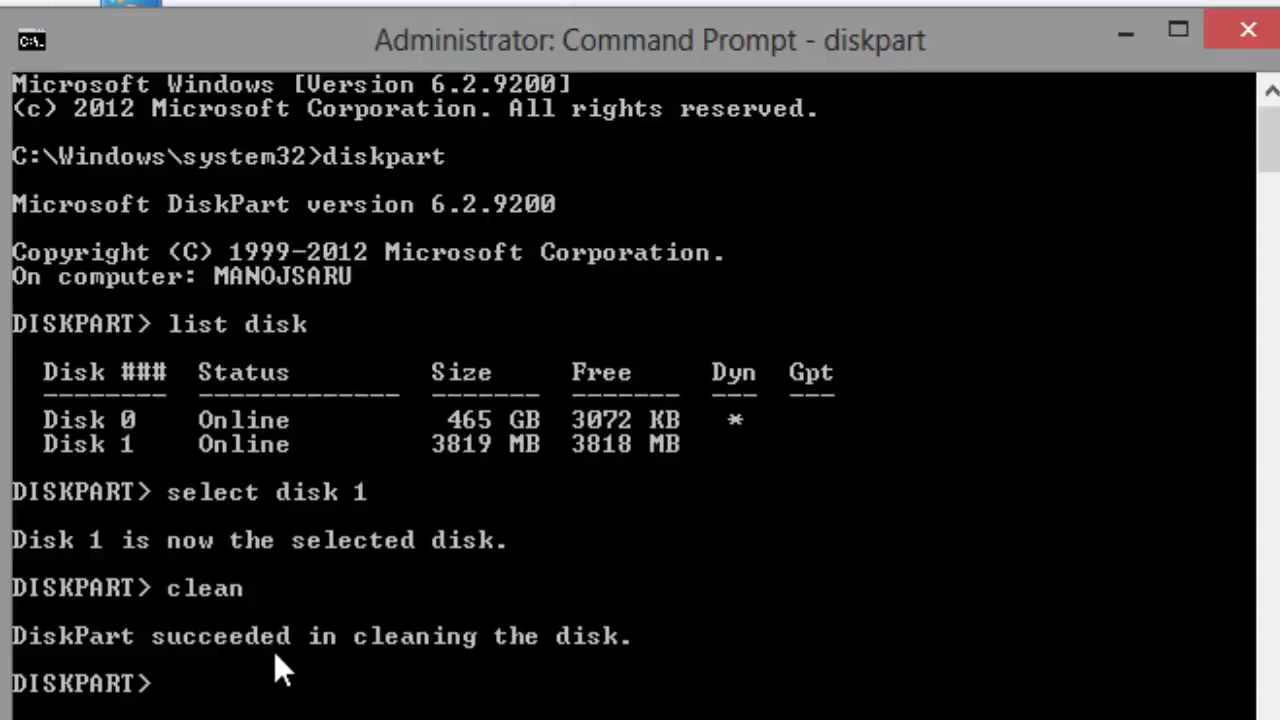 Administrator: Command Prompt - diskpart
Microsoft Windows [Version 6.2.9200]
(c) 2012 Microsoft Corporation. All rights reserved.
C:\Windows\system32>diskpart
Microsoft DiskPart version 6.2.9200
Copyright (C) 1999-2012 Microsoft Corporation.
On computer: MANOJSARU
DISKPART> list disk
Disk ###  Status         Size     Free     Dyn  Gpt
--------  -------------  -------  -------  ---  ---
Disk 0    Online          465 GB  3072 KB   *
Disk 1    Online         3819 MB  3818 MB
DISKPART> select disk 1
Disk 1 is now the selected disk.
DISKPART> clean
DiskPart succeeded in cleaning the disk.
DISKPART>